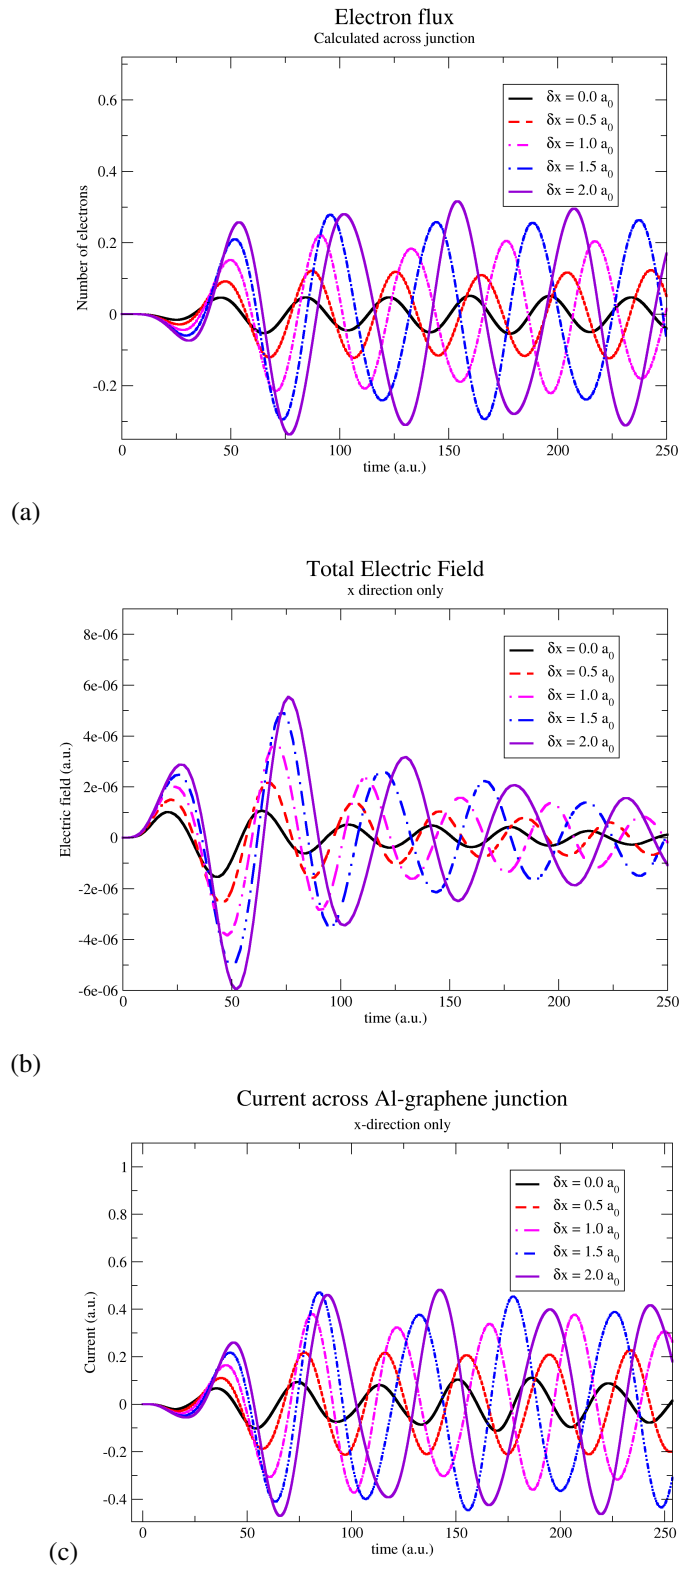 Electron flux
Calculated across junction
0.6
0.4
0.2
0
-0.2
Number of electrons
δx = 0.0 a0
δx = 0.5 a0
δx = 1.0 a0
δx = 1.5 a0
δx = 2.0 a0
0 50 100 150 200 250
time (a.u.)
(a)
Total Electric Field
x direction only
8e-06
6e-06
4e-06
2e-06
0
-2e-06
-4e-06
-6e-06
Electric field (a.u.)
δx = 0.0 a0
δx = 0.5 a0
δx = 1.0 a0
δx = 1.5 a0
δx = 2.0 a0
0 50 100 150 200 250
time (a.u.)
(b)
Current across Al-graphene junction
x-direction only
1
0.8
0.6
0.4
0.2
0
-0.2
-0.4
Current (a.u.)
δx = 0.0 a0
δx = 0.5 a0
δx = 1.0 a0
δx = 1.5 a0
δx = 2.0 a0
0 50 100 150 200 250
time (a.u.)
(c)